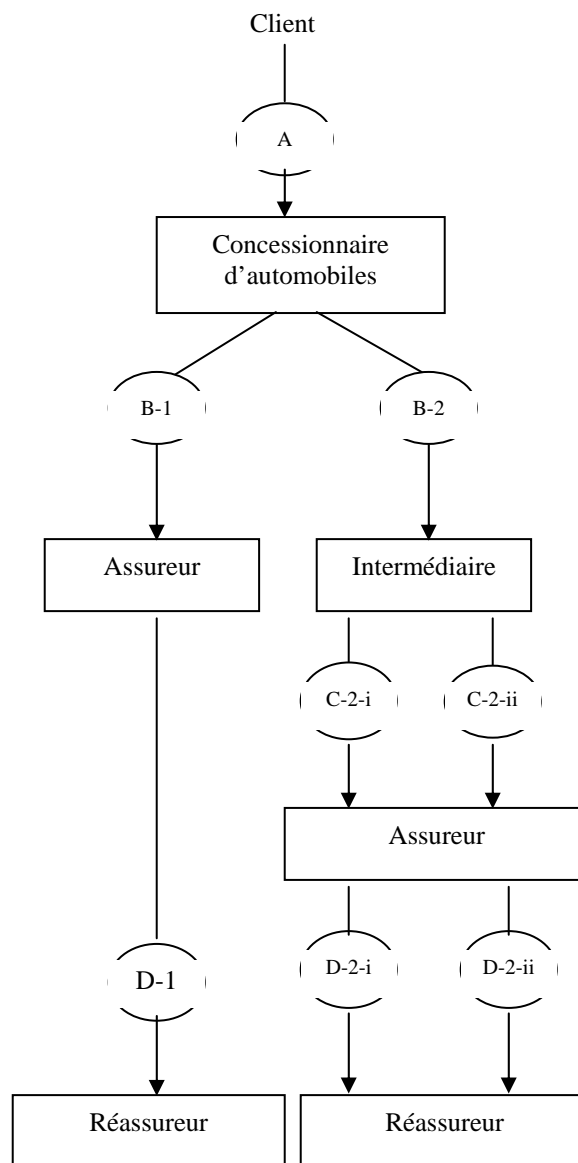 Client
A
Concessionnaire
d’automobiles
B-1
B-2
Assureur
Intermédiaire
C-2-i
C-2-ii
Assureur
D-1
D-2-i
D-2-ii
Réassureur
Réassureur